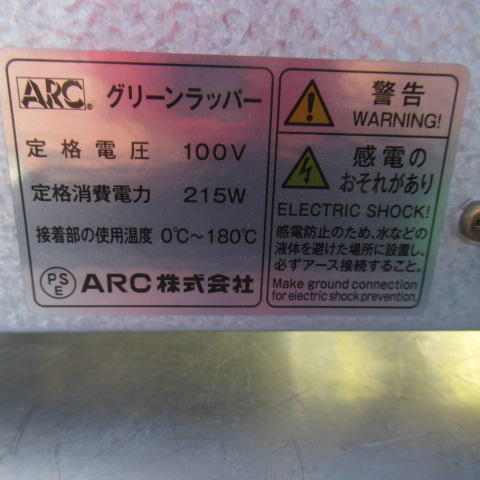 ARC® グリーンラッパー
定格電圧 100V
定格消費電力 215W
接着部の使用温度 0℃~180℃
PSE ARC株式会社
警告
WARNING!
感電の
おそれがあり
ELECTRIC SHOCK!
感電防止のため、水などの
液体を避けた場所に設置し、
必ずアース接続すること。
Make ground connection
for electric shock prevention.